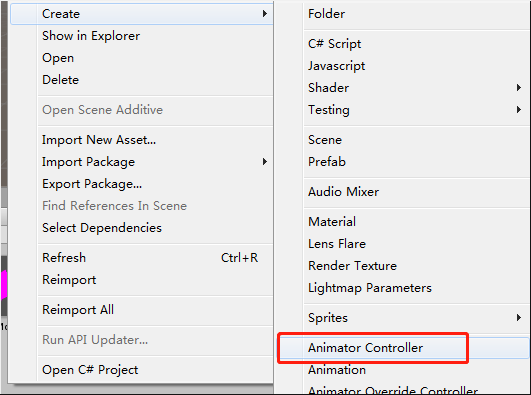 Create
Show in Explorer
Open
Delete
Open Scene Additive
Import New Asset...
Import Package
Export Package...
Find References In Scene
Select Dependencies
Refresh Ctrl+R
Reimport
Reimport All
Run API Updater...
Open C# Project
Folder
C# Script
Javascript
Shader
Testing
Scene
Prefab
Audio Mixer
Material
Lens Flare
Render Texture
Lightmap Parameters
Sprites
Animator Controller
Animation
Animator Override Controller